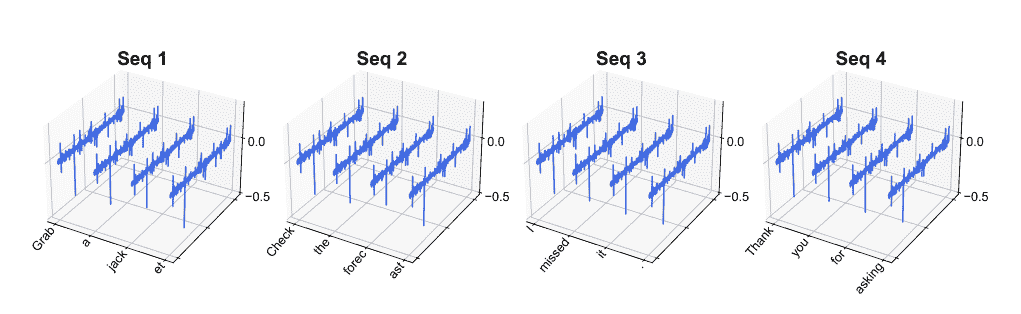 Seq 1
0.0
−0.5
Grab
a
jack
et
Seq 2
0.0
−0.5
Check
the
forec
ast
Seq 3
0.0
−0.5
I
missed
it
.
Seq 4
0.0
−0.5
Thank
you
for
asking